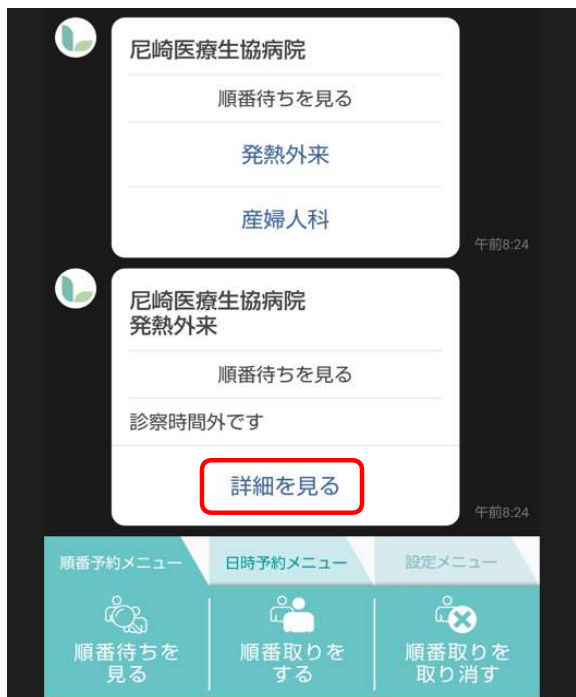 尼崎医療生協病院
順番待ちを見る
発熱外来
産婦人科
午前8:24
尼崎医療生協病院
発熱外来
順番待ちを見る
診察時間外です
詳細を見る
午前8:24
順番予約メニュー
日時予約メニュー
設定メニュー
順番待ちを
見る
順番取りを
する
順番取りを
取り消す